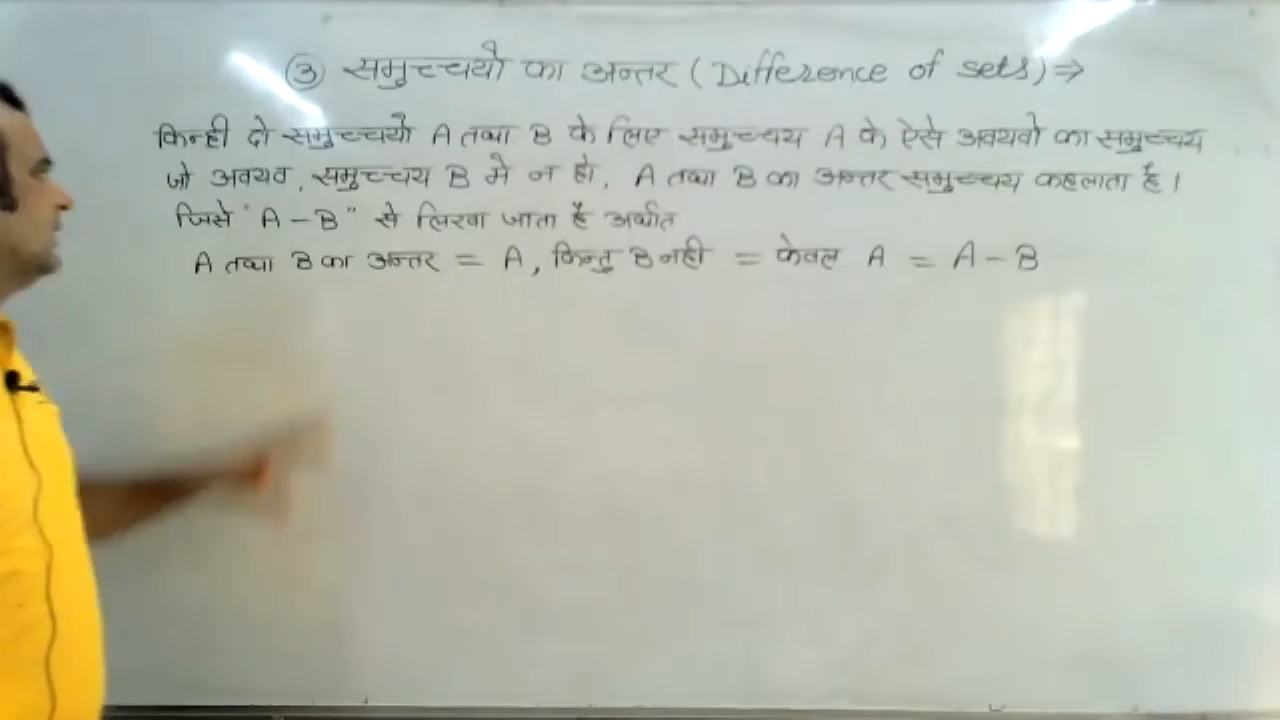 ③ समुच्चयो का अन्तर ( Difference of sets ) ⇒
किन्ही दो समुच्चयो A तथा B के लिए समुच्चय A के ऐसे अवयवो का समुच्चय
जो अवयव, समुच्चय B मे न हो, A तथा B का अन्तर समुच्चय कहलाता है।
जिसे "A - B" से लिखा जाता है अर्थात
A तथा B का अन्तर = A, किन्तु B नही = केवल A = A - B